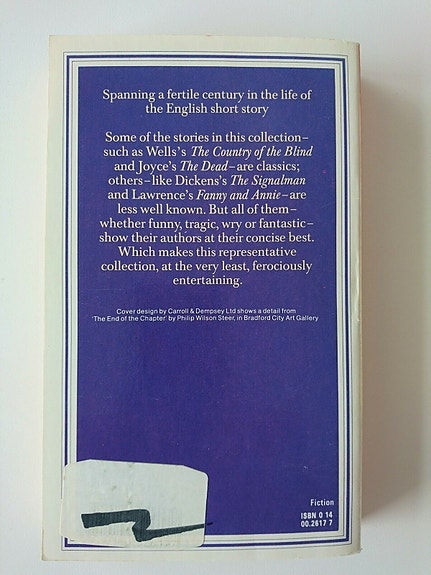 Spanning a fertile century in the life of
the English short story
Some of the stories in this collection–
such as Wells's The Country of the Blind
and Joyce's The Dead–are classics;
others–like Dickens's The Signalman
and Lawrence's Fanny and Annie–are
less well known. But all of them–
whether funny, tragic, wry or fantastic–
show their authors at their concise best.
Which makes this representative
collection, at the very least, ferociously
entertaining.
Cover design by Carroll & Dempsey Ltd shows a detail from
'The End of the Chapter' by Philip Wilson Steer, in Bradford City Art Gallery
Fiction
ISBN 0 14
00.2617 7